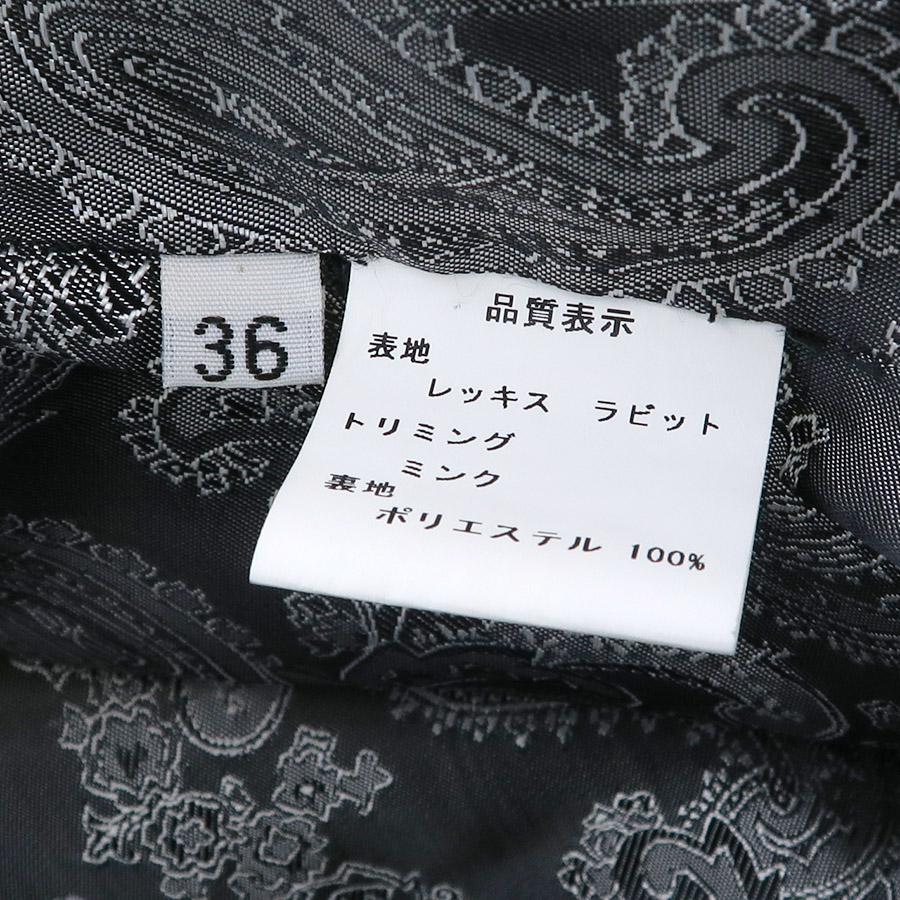 36
品質表示
表地
レッキス ラビット
トリミング
ミンク
裏地
ポリエステル 100%